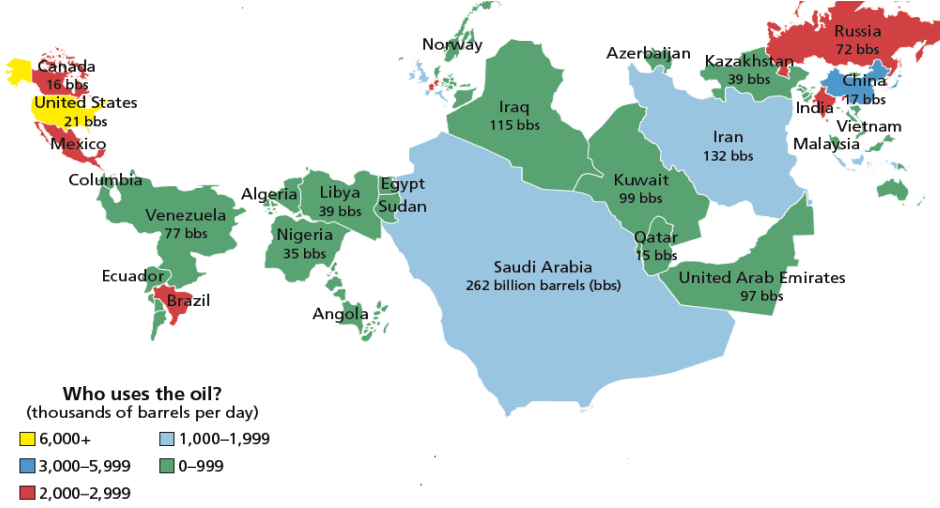 Canada
16 bbs
United States
21 bbs
Mexico
Columbia
Venezuela
77 bbs
Ecuador
Brazil
Norway
Algeria
Libya
39 bbs
Egypt
Sudan
Nigeria
35 bbs
Angola
Iraq
115 bbs
Saudi Arabia
262 billion barrels (bbs)
Kuwait
99 bbs
Qatar
15 bbs
United Arab Emirates
97 bbs
Iran
132 bbs
Azerbaijan
Kazakhstan
39 bbs
Russia
72 bbs
China
17 bbs
India
Vietnam
Malaysia
Who uses the oil?
(thousands of barrels per day)
6,000+
1,000–1,999
3,000–5,999
0–999
2,000–2,999